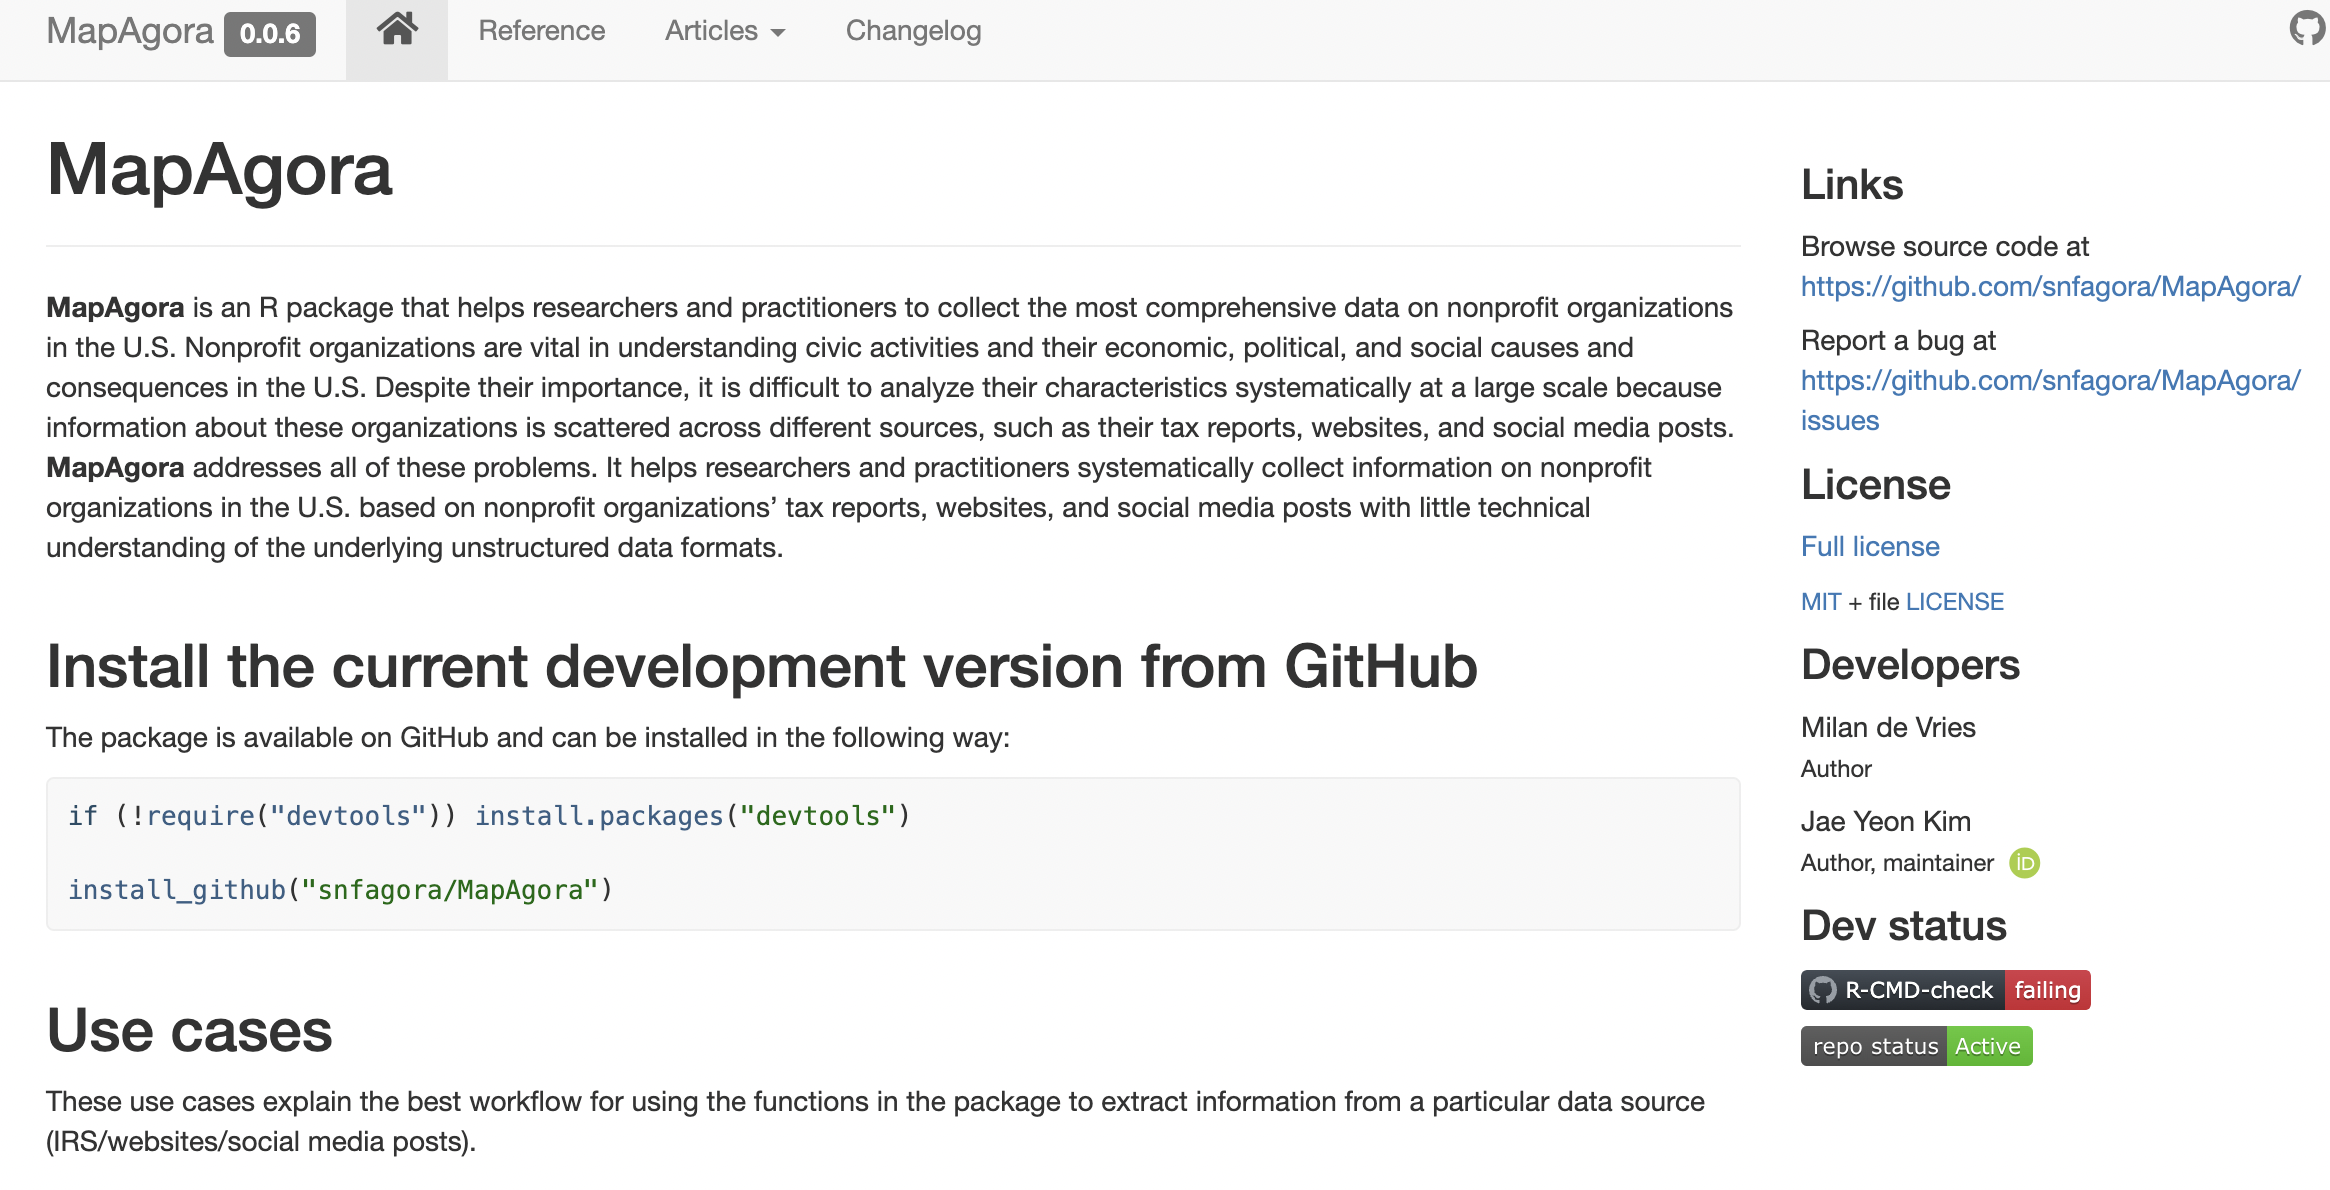 MapAgora 0.0.6 Reference Articles Changelog
MapAgora
MapAgora is an R package that helps researchers and practitioners to collect the most comprehensive data on nonprofit organizations
in the U.S. Nonprofit organizations are vital in understanding civic activities and their economic, political, and social causes and
consequences in the U.S. Despite their importance, it is difficult to analyze their characteristics systematically at a large scale because
information about these organizations is scattered across different sources, such as their tax reports, websites, and social media posts.
MapAgora addresses all of these problems. It helps researchers and practitioners systematically collect information on nonprofit
organizations in the U.S. based on nonprofit organizations’ tax reports, websites, and social media posts with little technical
understanding of the underlying unstructured data formats.
Install the current development version from GitHub
The package is available on GitHub and can be installed in the following way:
if (!require("devtools")) install.packages("devtools")
install_github("snfagora/MapAgora")
Use cases
These use cases explain the best workflow for using the functions in the package to extract information from a particular data source
(IRS/websites/social media posts).
Links
Browse source code at
https://github.com/snfagora/MapAgora/
Report a bug at
https://github.com/snfagora/MapAgora/
issues
License
Full license
MIT + file LICENSE
Developers
Milan de Vries
Author
Jae Yeon Kim
Author, maintainer iD
Dev status
R-CMD-check failing
repo status Active